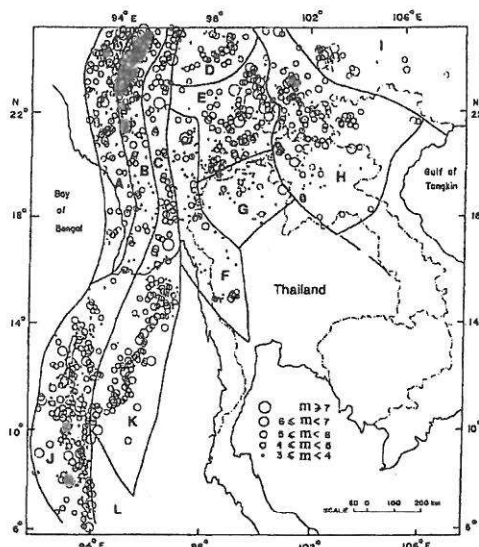 94°E 98° 102° 106°E
I
D
E
22°
N
22°
A B C
H
Bay of Bengal
Gulf of Tongkin
18°
G
18°
F
Thailand
14°
14°
m ≥ 7
6 ≤ m < 7
5 ≤ m < 6
4 ≤ m < 5
3 ≤ m < 4
K
10°
10°
J
SCALE 50 0 100 200 km
L
6°
6°
94°E 98° 102° 106°E